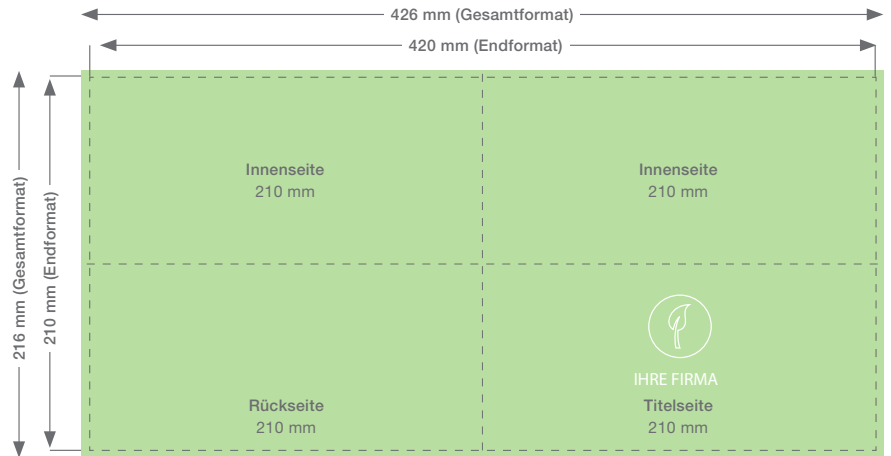 426 mm (Gesamtformat)
420 mm (Endformat)
216 mm (Gesamtformat)
210 mm (Endformat)
Innenseite
210 mm
Innenseite
210 mm
IHRE FIRMA
Rückseite
210 mm
Titelseite
210 mm